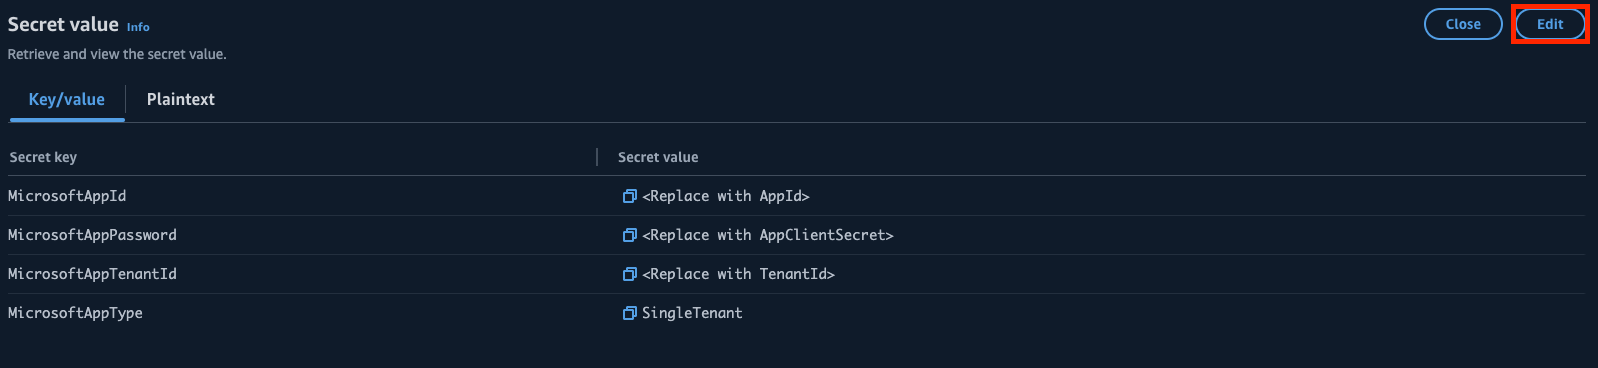 Secret value Info
Close Edit
Retrieve and view the secret value.
Key/value Plaintext
Secret key Secret value
MicrosoftAppId <Replace with AppId>
MicrosoftAppPassword <Replace with AppClientSecret>
MicrosoftAppTenantId <Replace with TenantId>
MicrosoftAppType SingleTenant